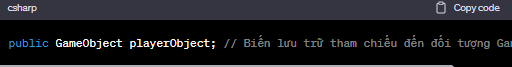 csharp Copy code
public GameObject playerObject; // Biến lưu trữ tham chiếu đến đối tượng